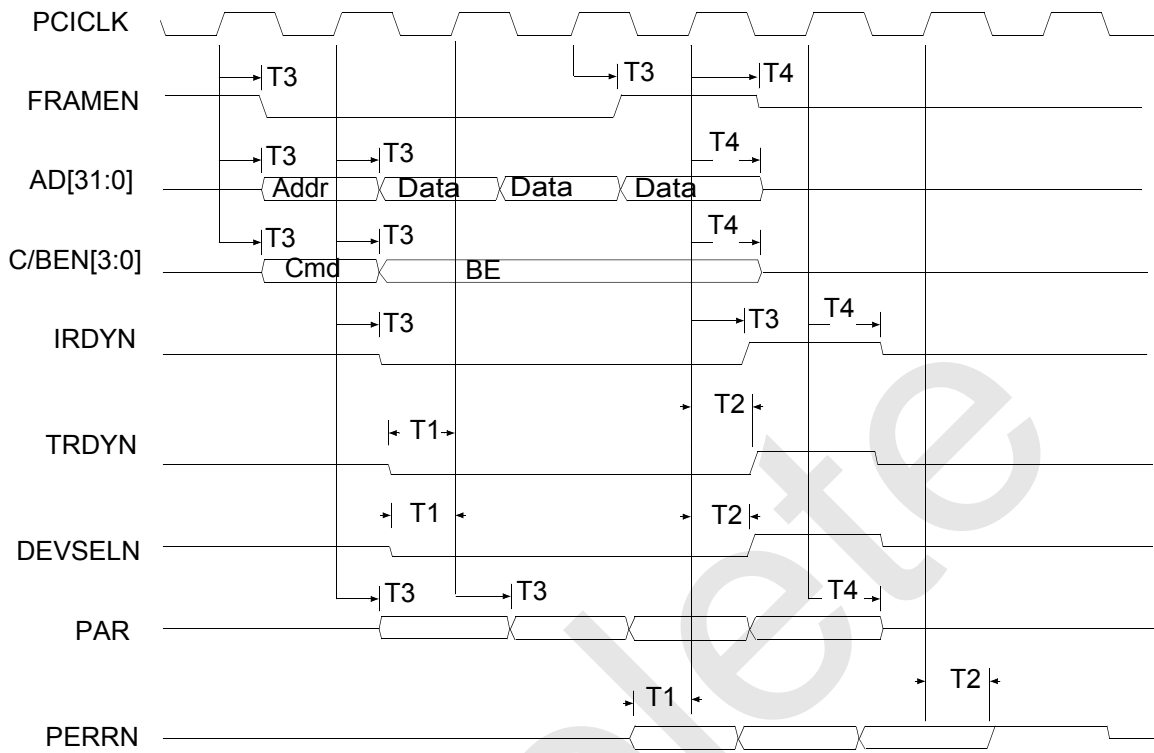 PCICLK
T3 T3 T4
FRAMEN
T3 T3 T4
AD[31:0]
Addr Data Data Data
T3 T3 T4
C/BEN[3:0]
Cmd BE
T3 T3 T4
IRDYN
T2
T1
TRDYN
T1 T2
DEVSELN
T3 T3 T4
PAR
T1 T2
PERRN